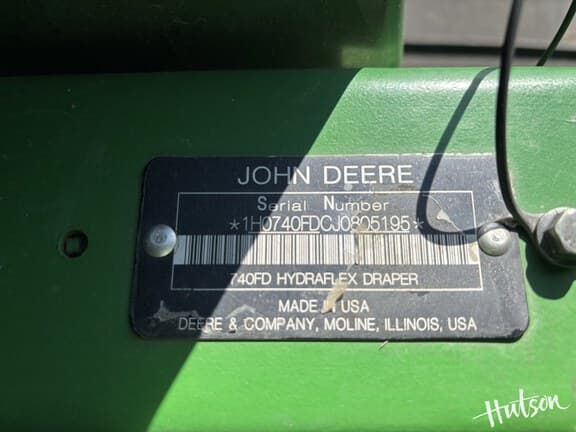 JOHN DEERE
Serial Number
*1H0740FDCJ0805195*
740FD HYDRAFLEX DRAPER
MADE IN USA
DEERE & COMPANY, MOLINE, ILLINOIS, USA
Hutson